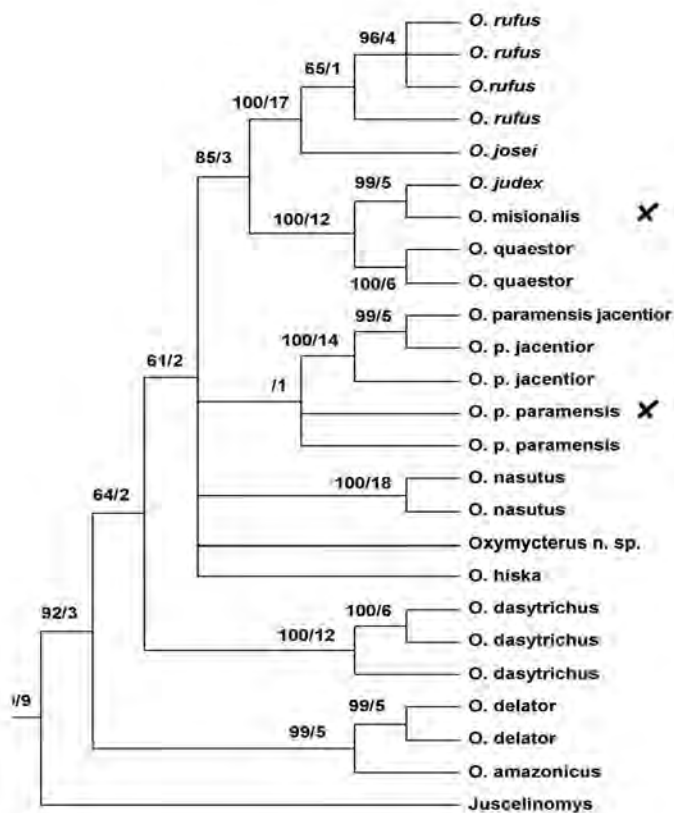 O. rufus
96/4
O. rufus
65/1
O.rufus
100/17
O. rufus
85/3
O. josei
99/5
O. judex
100/12
O. misionalis
O. quaestor
100/6
O. quaestor
99/5
O. paramensis jacentior
100/14
O. p. jacentior
61/2
/1
O. p. jacentior
O. p. paramensis
O. p. paramensis
100/18
O. nasutus
64/2
O. nasutus
Oxymycterus n. sp.
O. hiska
100/6
O. dasytrichus
92/3
100/12
O. dasytrichus
O. dasytrichus
)/9
99/5
O. delator
99/5
O. delator
O. amazonicus
Juscelinomys